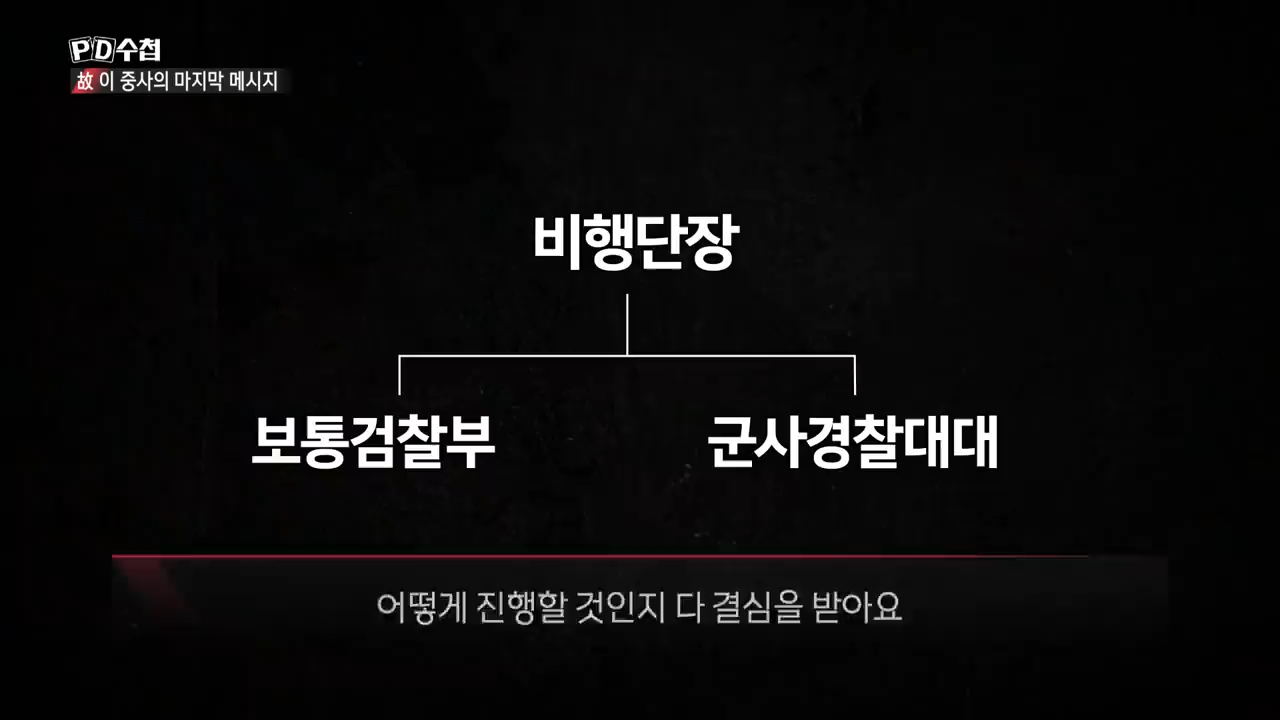 PD수첩
故 이 중사의 마지막 메시지
비행단장
보통검찰부 군사경찰대대
어떻게 진행할 것인지 다 결심을 받아요